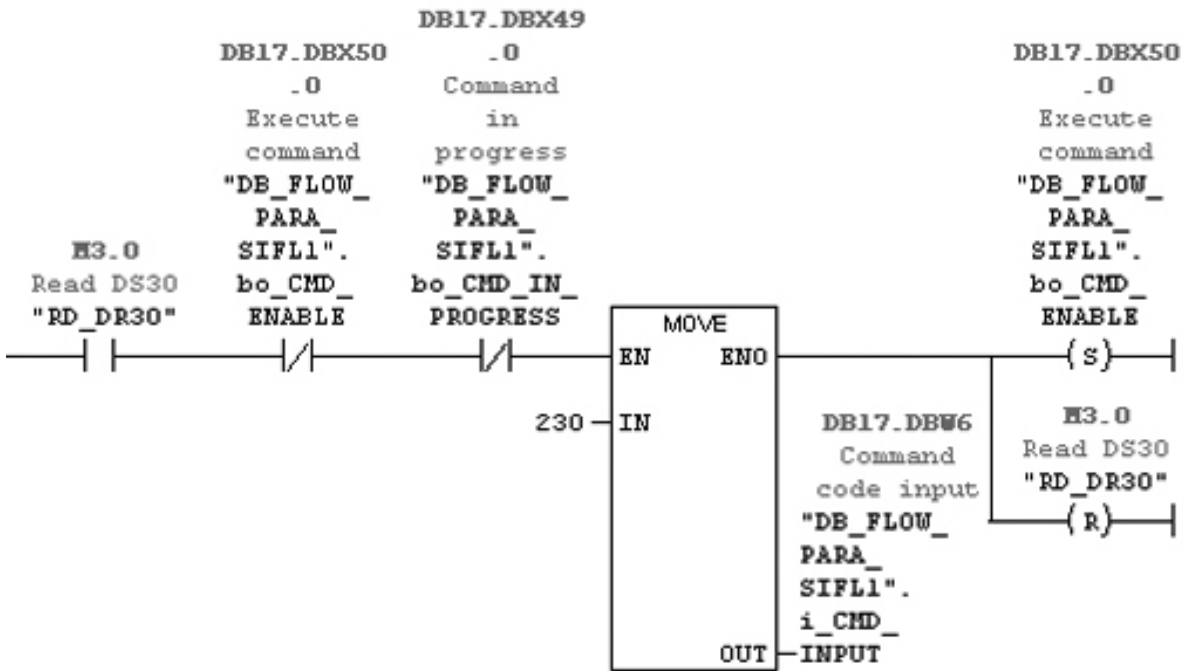 DB17.DBX49
.0
Command
in
progress
"DB_FLOW_
PARA_
SIFL1".
bo_CMD_IN_
PROGRESS
DB17.DBX50
.0
Execute
command
"DB_FLOW_
PARA_
SIFL1".
bo_CMD_
ENABLE
DB17.DBX50
.0
Execute
command
"DB_FLOW_
PARA_
SIFL1".
bo_CMD_
ENABLE
M3.0
Read DS30
"RD_DR30"
MOVE
EN ENO
S
230 IN
DB17.DBW6
Command
code input
"DB_FLOW_
PARA_
SIFL1".
i_CMD_
OUT INPUT
M3.0
Read DS30
"RD_DR30"
R